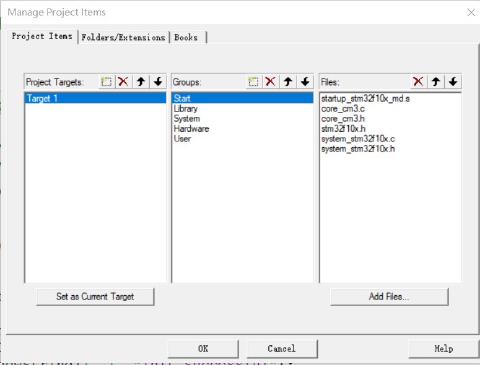 Manage Project Items
Project Items Folders/Extensions Books
Project Targets: Groups: Files:
Target 1
Start
Library
System
Hardware
User
startup_stm32f10x_md.s
core_cm3.c
core_cm3.h
stm32f10x.h
system_stm32f10x.c
system_stm32f10x.h
Set as Current Target Add Files...
OK Cancel Help